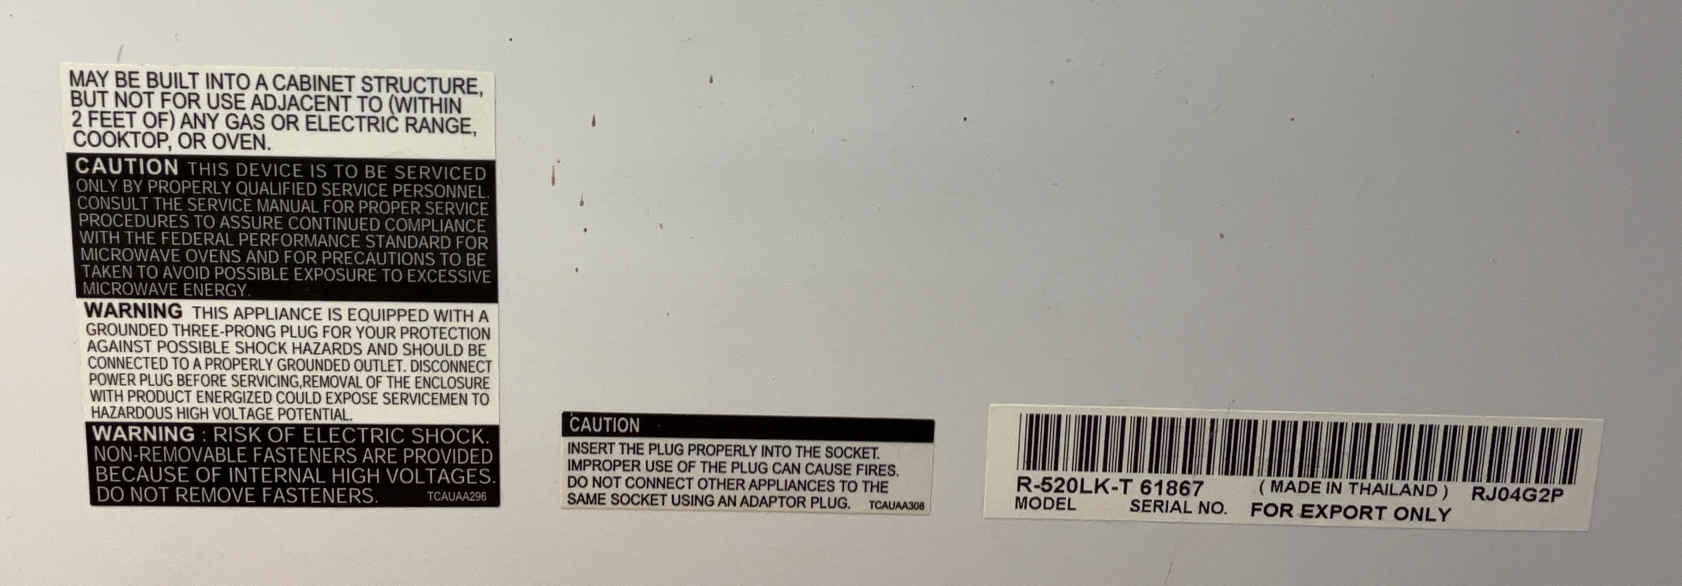 MAY BE BUILT INTO A CABINET STRUCTURE,
BUT NOT FOR USE ADJACENT TO (WITHIN
2 FEET OF) ANY GAS OR ELECTRIC RANGE,
COOKTOP, OR OVEN.
CAUTION THIS DEVICE IS TO BE SERVICED
ONLY BY PROPERLY QUALIFIED SERVICE PERSONNEL.
CONSULT THE SERVICE MANUAL FOR PROPER SERVICE
PROCEDURES TO ASSURE CONTINUED COMPLIANCE
WITH THE FEDERAL PERFORMANCE STANDARD FOR
MICROWAVE OVENS AND FOR PRECAUTIONS TO BE
TAKEN TO AVOID POSSIBLE EXPOSURE TO EXCESSIVE
MICROWAVE ENERGY.
WARNING THIS APPLIANCE IS EQUIPPED WITH A
GROUNDED THREE-PRONG PLUG FOR YOUR PROTECTION
AGAINST POSSIBLE SHOCK HAZARDS AND SHOULD BE
CONNECTED TO A PROPERLY GROUNDED OUTLET. DISCONNECT
POWER PLUG BEFORE SERVICING,REMOVAL OF THE ENCLOSURE
WITH PRODUCT ENERGIZED COULD EXPOSE SERVICEMEN TO
HAZARDOUS HIGH VOLTAGE POTENTIAL.
WARNING : RISK OF ELECTRIC SHOCK.
NON-REMOVABLE FASTENERS ARE PROVIDED
BECAUSE OF INTERNAL HIGH VOLTAGES.
DO NOT REMOVE FASTENERS. TCAUAA296
CAUTION
INSERT THE PLUG PROPERLY INTO THE SOCKET.
IMPROPER USE OF THE PLUG CAN CAUSE FIRES.
DO NOT CONNECT OTHER APPLIANCES TO THE
SAME SOCKET USING AN ADAPTOR PLUG. TCAUAA308
R-520LK-T 61867 ( MADE IN THAILAND ) RJ04G2P
MODEL SERIAL NO. FOR EXPORT ONLY